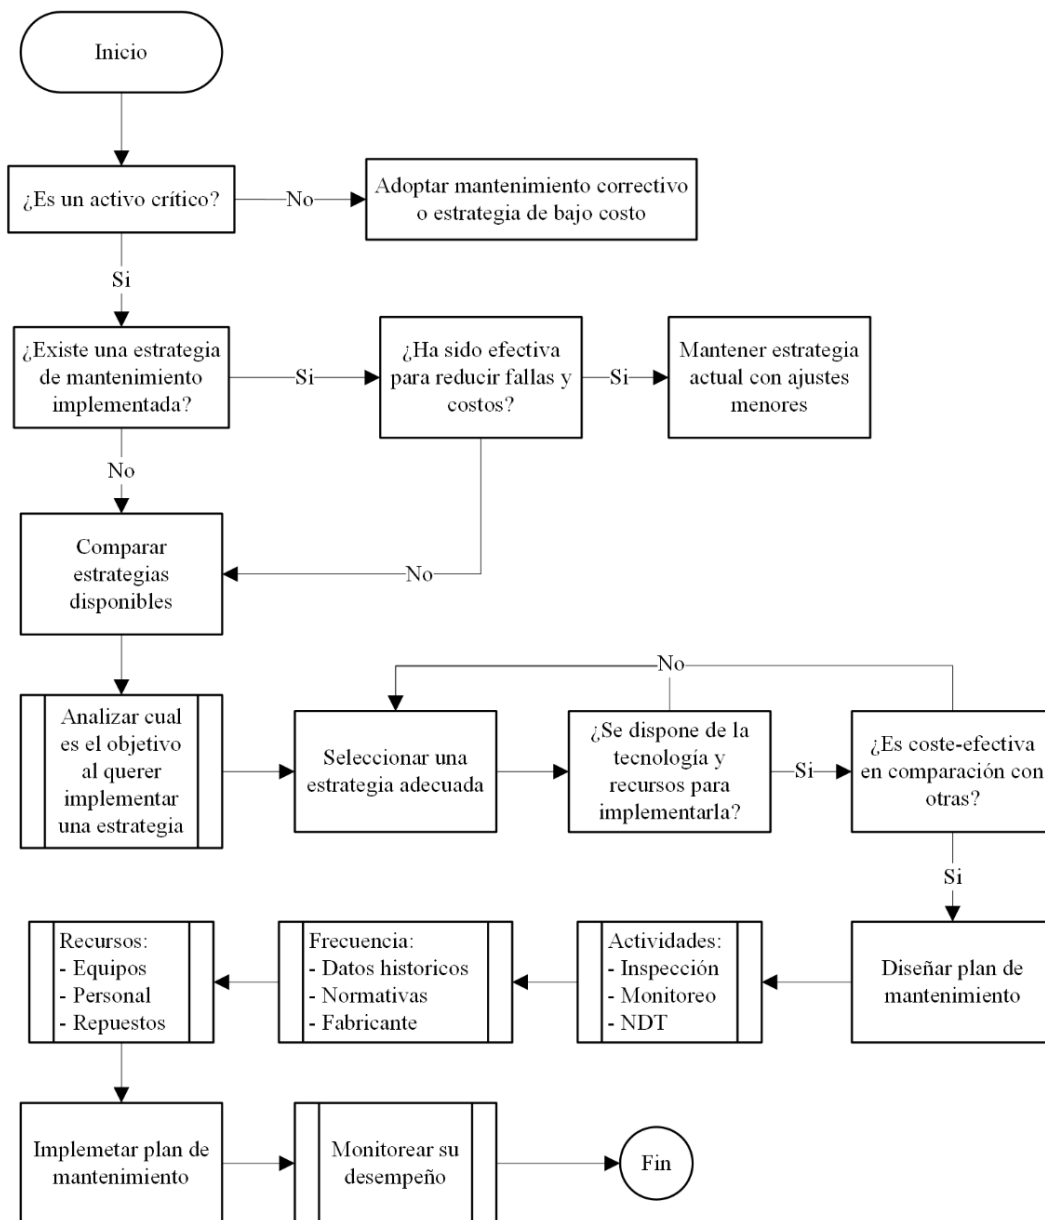 Inicio
¿Es un activo crítico?
No
Adoptar mantenimiento correctivo
o estrategia de bajo costo
Si
¿Existe una estrategia
de mantenimiento
implementada?
Si
¿Ha sido efectiva
para reducir fallas y
costos?
Si
Mantener estrategia
actual con ajustes
menores
No
Comparar
estrategias
disponibles
No
Analizar cual
es el objetivo
al querer
implementar
una estrategia
Seleccionar una
estrategia adecuada
No
¿Se dispone de la
tecnología y
recursos para
implementarla?
Si
¿Es coste-efectiva
en comparación con
otras?
Si
Recursos:
- Equipos
- Personal
- Repuestos
Frecuencia:
- Datos historicos
- Normativas
- Fabricante
Actividades:
- Inspección
- Monitoreo
- NDT
Diseñar plan de
mantenimiento
Implemetar plan de
mantenimiento
Monitorear su
desempeño
Fin